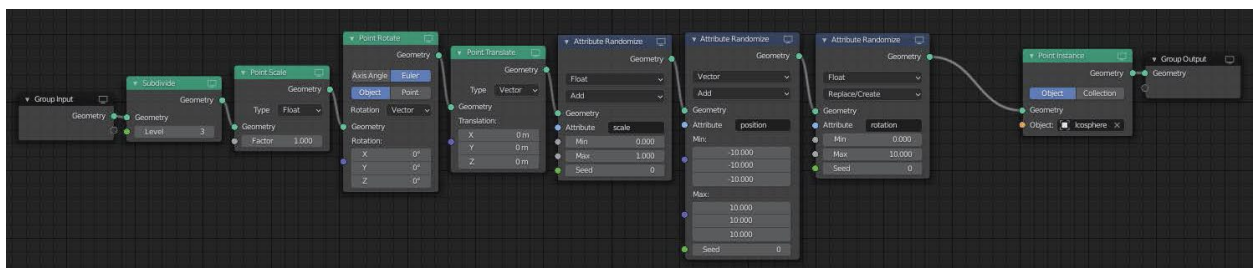 Group Input
Geometry
Subdivide
Geometry
Geometry
Level 3
Point Scale
Geometry
Type Float
Geometry
Factor 1.000
Point Rotate
Geometry
Axis Angle Euler
Object Point
Rotation Vector
Geometry
Rotation:
X 0°
Y 0°
Z 0°
Point Translate
Geometry
Type Vector
Geometry
Translation:
X 0 m
Y 0 m
Z 0 m
Attribute Randomize
Geometry
Float
Add
Geometry
Attribute scale
Min 0.000
Max 1.000
Seed 0
Attribute Randomize
Geometry
Vector
Add
Geometry
Attribute position
Min:
-10.000
-10.000
-10.000
Max:
10.000
10.000
10.000
Seed 0
Attribute Randomize
Geometry
Float
Replace/Create
Geometry
Attribute rotation
Min 0.000
Max 10.000
Seed 0
Point Instance
Geometry
Object Collection
Geometry
Object: Icosphere
Group Output
Geometry